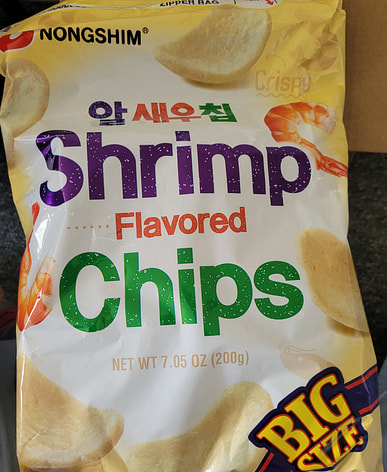 ZIPPER BAG
NONGSHIM®
Crispy
알새우칩
Shrimp
Flavored
Chips
NET WT 7.05 OZ (200g)
BIG
SIZE